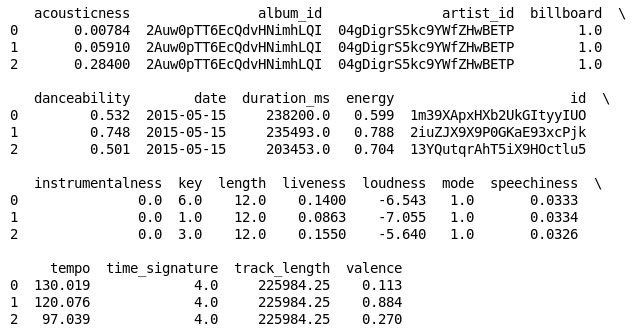 acousticness album_id artist_id billboard \
0 0.00784 2Auw0pTT6EcQdvHNimhLQI 04gDigrS5kc9YWfZHwBETP 1.0
1 0.05910 2Auw0pTT6EcQdvHNimhLQI 04gDigrS5kc9YWfZHwBETP 1.0
2 0.28400 2Auw0pTT6EcQdvHNimhLQI 04gDigrS5kc9YWfZHwBETP 1.0
danceability date duration_ms energy id \
0 0.532 2015-05-15 238200.0 0.599 1m39XApxHXb2UkGItyyIUO
1 0.748 2015-05-15 235493.0 0.788 2iuZJX9X9P0GKaE93xcPjk
2 0.501 2015-05-15 203453.0 0.704 13YQutqrAhT5iX9HOctlu5
instrumentalness key length liveness loudness mode speechiness \
0 0.0 6.0 12.0 0.1400 -6.543 1.0 0.0333
1 0.0 1.0 12.0 0.0863 -7.055 1.0 0.0334
2 0.0 3.0 12.0 0.1550 -5.640 1.0 0.0326
tempo time_signature track_length valence
0 130.019 4.0 225984.25 0.113
1 120.076 4.0 225984.25 0.884
2 97.039 4.0 225984.25 0.270